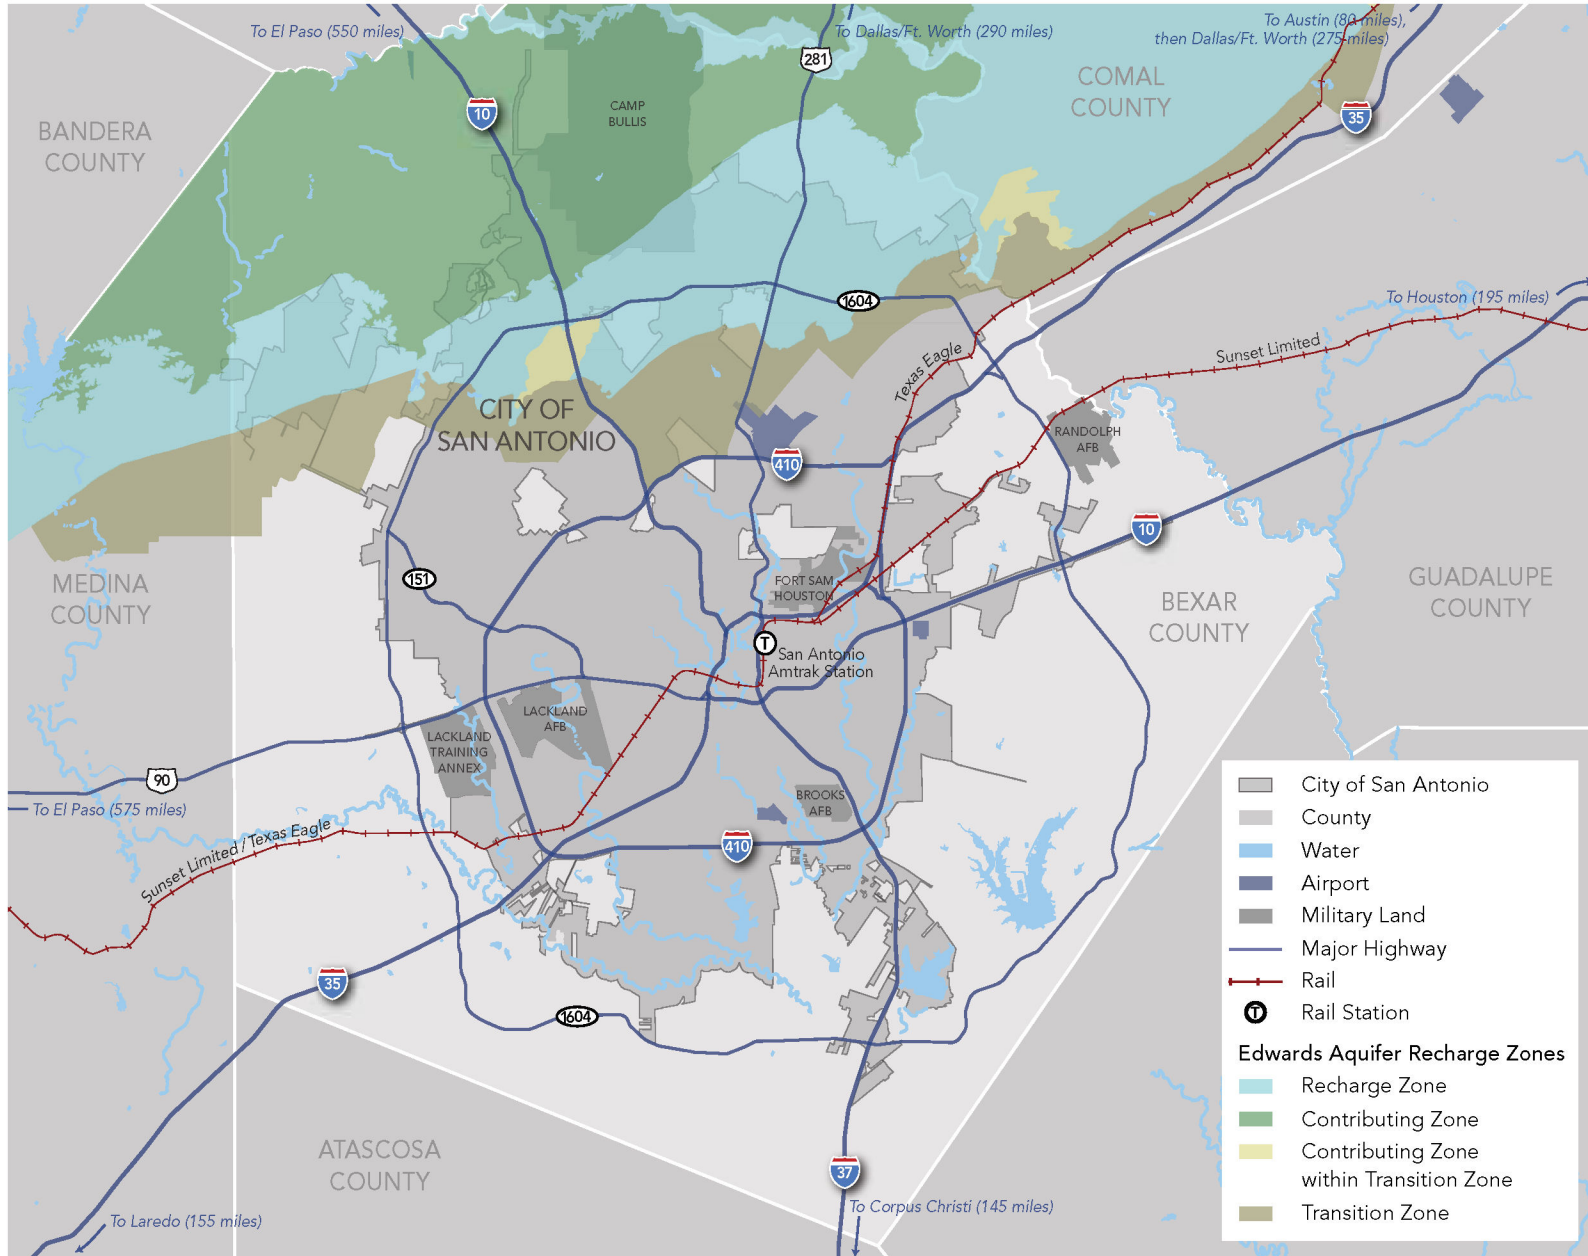 To El Paso (550 miles)
To Dallas/Ft. Worth (290 miles)
To Austin (80 miles),
then Dallas/Ft. Worth (275 miles)
281
10
35
CAMP
BULLIS
COMAL
COUNTY
BANDERA
COUNTY
1604
To Houston (195 miles)
Sunset Limited
Texas Eagle
CITY OF
SAN ANTONIO
RANDOLPH
AFB
410
10
151
FORT SAM
HOUSTON
MEDINA
COUNTY
BEXAR
COUNTY
GUADALUPE
COUNTY
T
San Antonio
Amtrak Station
LACKLAND
AFB
LACKLAND
TRAINING
ANNEX
90
To El Paso (575 miles)
BROOKS
AFB
410
Sunset Limited / Texas Eagle
35
1604
ATASCOSA
COUNTY
37
To Laredo (155 miles)
To Corpus Christi (145 miles)
City of San Antonio
County
Water
Airport
Military Land
Major Highway
Rail
T
Rail Station
Edwards Aquifer Recharge Zones
Recharge Zone
Contributing Zone
Contributing Zone
within Transition Zone
Transition Zone